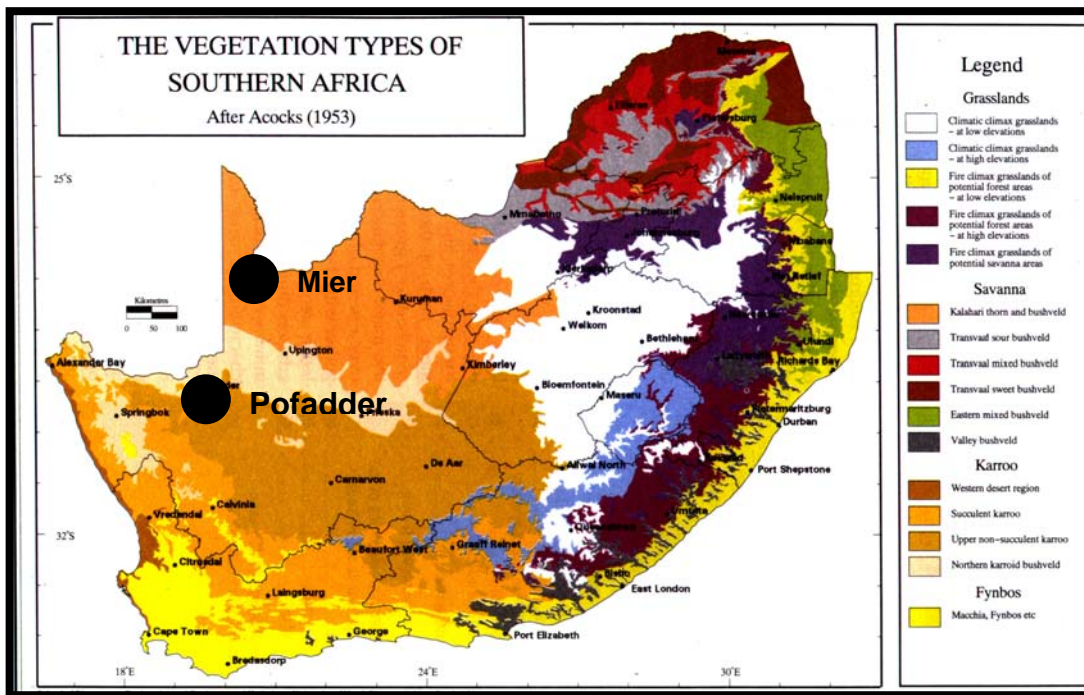 THE VEGETATION TYPES OF
SOUTHERN AFRICA
After Acocks (1953)
25°S
32°S
18°E
24°E
30°E
Kilometres
0 100
Mier
Pofadder
Messina
Ellisras
Pietersburg
Nelspruit
Mmabatho
Pretoria
Johannesburg
Mbabane
Piet Retief
Klerksdorp
Kuruman
Kroonstad
Welkom
Bethlehem
Ulundi
Ladysmith
Richards Bay
Alexander Bay
Upington
Kimberley
Bloemfontein
Maseru
Springbok
Prieska
Pietermaritzburg
Durban
De Aar
Aliwal North
Kokstad
Port Shepstone
Carnarvon
Calvinia
Vredendal
Umtata
Queenstown
Beaufort West
Graaff Reinet
Citrusdal
Laingsburg
Bisho
East London
Cape Town
George
Port Elizabeth
Bredasdorp
Legend
Grasslands
Climatic climax grasslands
– at low elevations
Climatic climax grasslands
– at high elevations
Fire climax grasslands of
potential forest areas
– at low elevations
Fire climax grasslands of
potential forest areas
– at high elevations
Fire climax grasslands of
potential savanna areas
Savanna
Kalahari thorn and bushveld
Transvaal sour bushveld
Transvaal mixed bushveld
Transvaal sweet bushveld
Eastern mixed bushveld
Valley bushveld
Karroo
Western desert region
Succulent karroo
Upper non-succulent karroo
Northern karroid bushveld
Fynbos
Macchia, Fynbos etc